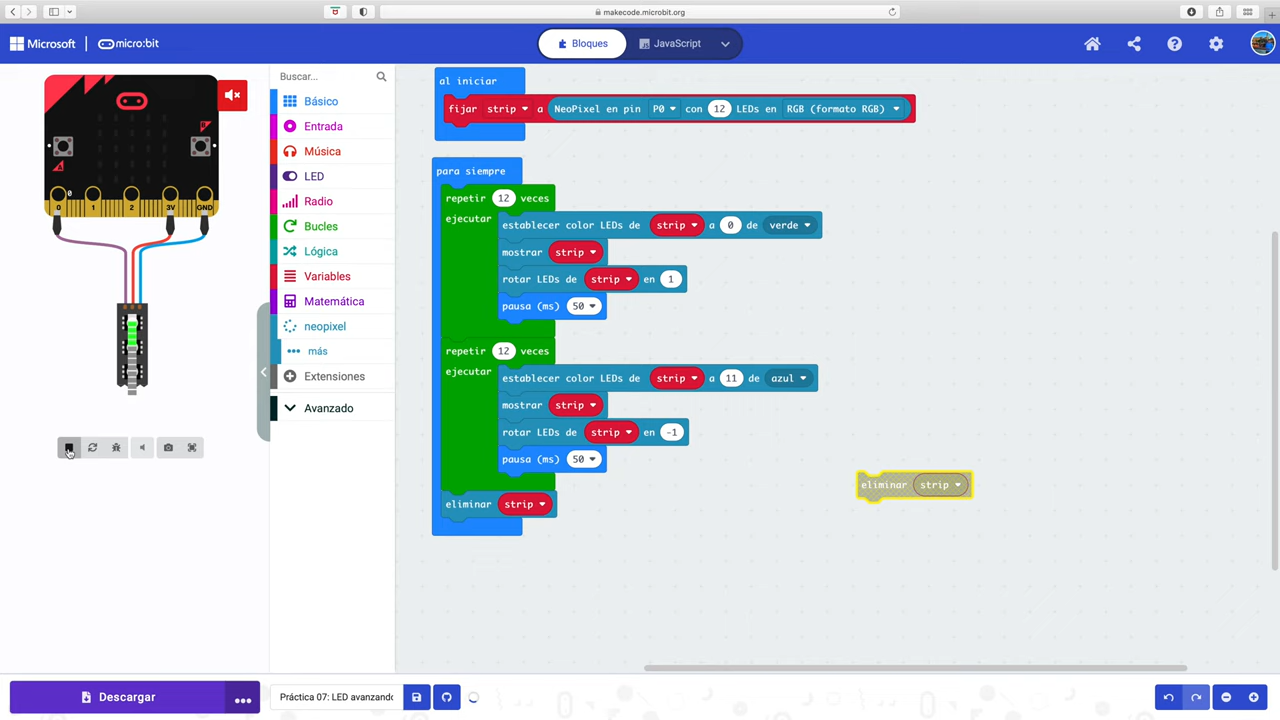 makecode.microbit.org
Microsoft
micro:bit
Bloques
JavaScript
0
0 1 2 3V GND
Buscar...
Básico
Entrada
Música
LED
Radio
Bucles
Lógica
Variables
Matemática
neopixel
más
Extensiones
Avanzado
al iniciar
fijar strip a NeoPixel en pin P0 con 12 LEDs en RGB (formato RGB)
para siempre
repetir 12 veces
ejecutar
establecer color LEDs de strip a 0 de verde
mostrar strip
rotar LEDs de strip en 1
pausa (ms) 50
repetir 12 veces
ejecutar
establecer color LEDs de strip a 11 de azul
mostrar strip
rotar LEDs de strip en -1
pausa (ms) 50
eliminar strip
eliminar strip
Descargar
Práctica 07: LED avanzando